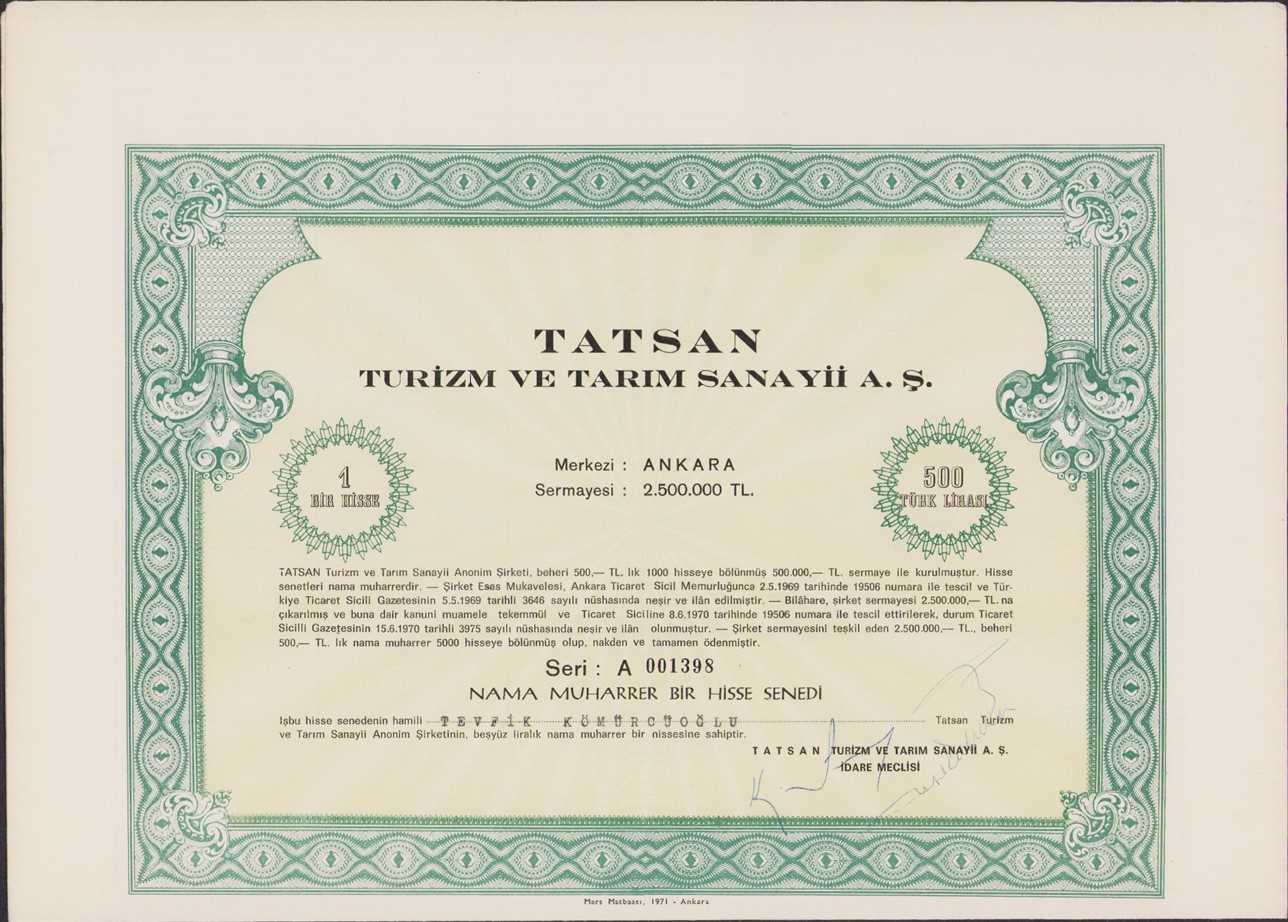 TATSAN
TURİZM VE TARIM SANAYİİ A. Ş.
1
BİR HİSSE
Merkezi : ANKARA
Sermayesi : 2.500.000 TL.
500
TÜRK LİRASI
TATSAN Turizm ve Tarım Sanayii Anonim Şirketi, beheri 500,— TL. lık 1000 hisseye bölünmüş 500.000,— TL. sermaye ile kurulmuştur. Hisse
senetleri nama muharrerdir. — Şirket Esas Mukavelesi, Ankara Ticaret Sicil Memurluğunca 2.5.1969 tarihinde 19506 numara ile tescil ve Tür-
kiye Ticaret Sicili Gazetesinin 5.5.1969 tarihli 3646 sayılı nüshasında neşir ve ilân edilmiştir. — Bilâhare, şirket sermayesi 2.500.000,— TL. na
çıkarılmış ve buna dair kanuni muamele tekemmül ve Ticaret Siciline 8.6.1970 tarihinde 19506 numara ile tescil ettirilerek, durum Ticaret
Sicilli Gazetesinin 15.6.1970 tarihli 3975 sayılı nüshasında neşir ve ilân olunmuştur. — Şirket sermayesini teşkil eden 2.500.000,— TL., beheri
500,— TL. lık nama muharrer 5000 hisseye bölünmüş olup, nakden ve tamamen ödenmiştir.
Seri : A 001398
NAMA MUHARRER BİR HİSSE SENEDİ
Işbu hisse senedenin hamili TEVFİK KÖMÜRCÜOĞLU Tatsan Turizm
ve Tarım Sanayii Anonim Şirketinin, beşyüz liralık nama muharrer bir nissesine sahiptir.
TATSAN TURİZM VE TARIM SANAYİİ A. Ş.
İDARE MECLİSİ
Mars Matbaası, 1971 - Ankara